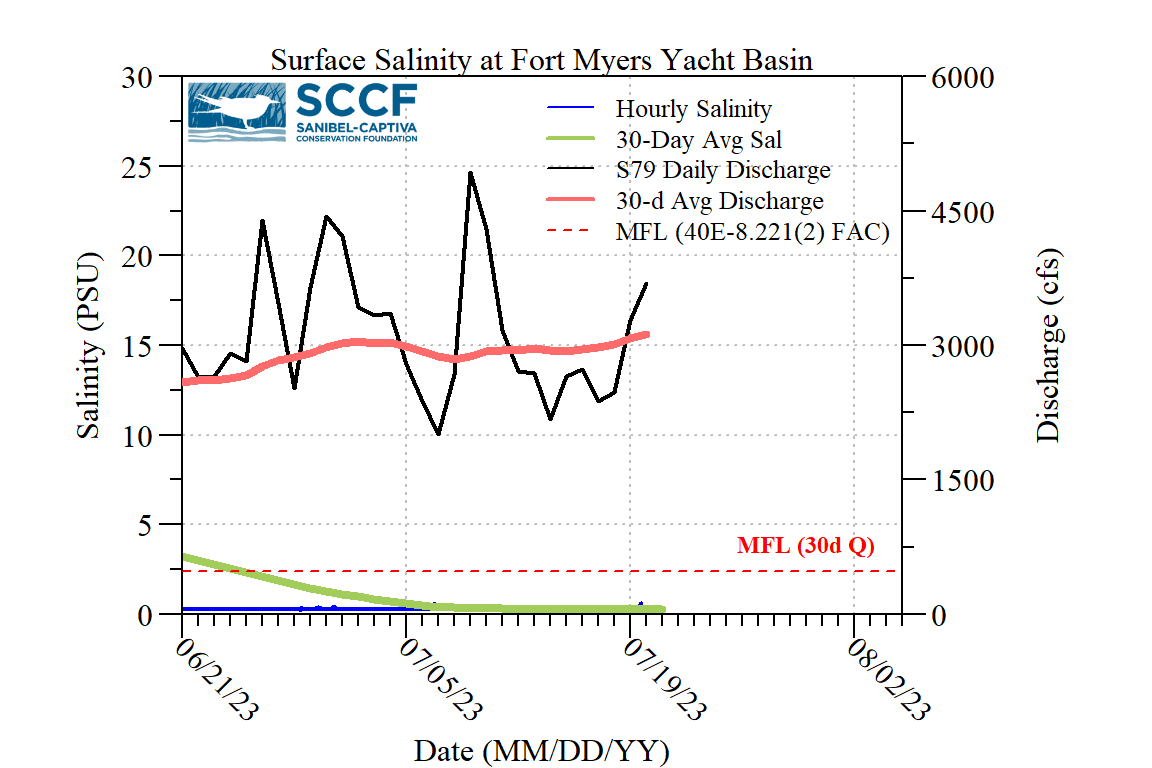 Surface Salinity at Fort Myers Yacht Basin
SCCF
SANIBEL-CAPTIVA
CONSERVATION FOUNDATION
Hourly Salinity
30-Day Avg Sal
S79 Daily Discharge
30-d Avg Discharge
MFL (40E-8.221(2) FAC)
30
25
20
15
10
5
0
Salinity (PSU)
6000
4500
3000
1500
0
Discharge (cfs)
MFL (30d Q)
06/21/23
07/05/23
07/19/23
08/02/23
Date (MM/DD/YY)